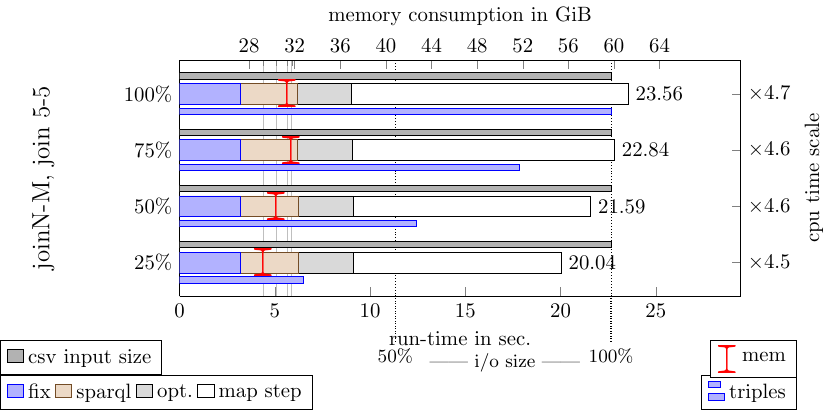 memory consumption in GiB
28 32 36 40 44 48 52 56 60 64
joinN-M, join 5-5
100% 23.56 ×4.7
75% 22.84 ×4.6
50% 21.59 ×4.6
25% 20.04 ×4.5
cpu time scale
0 5 10 15 20 25
run-time in sec.
50% i/o size 100%
csv input size
mem
fix sparql opt. map step
triples